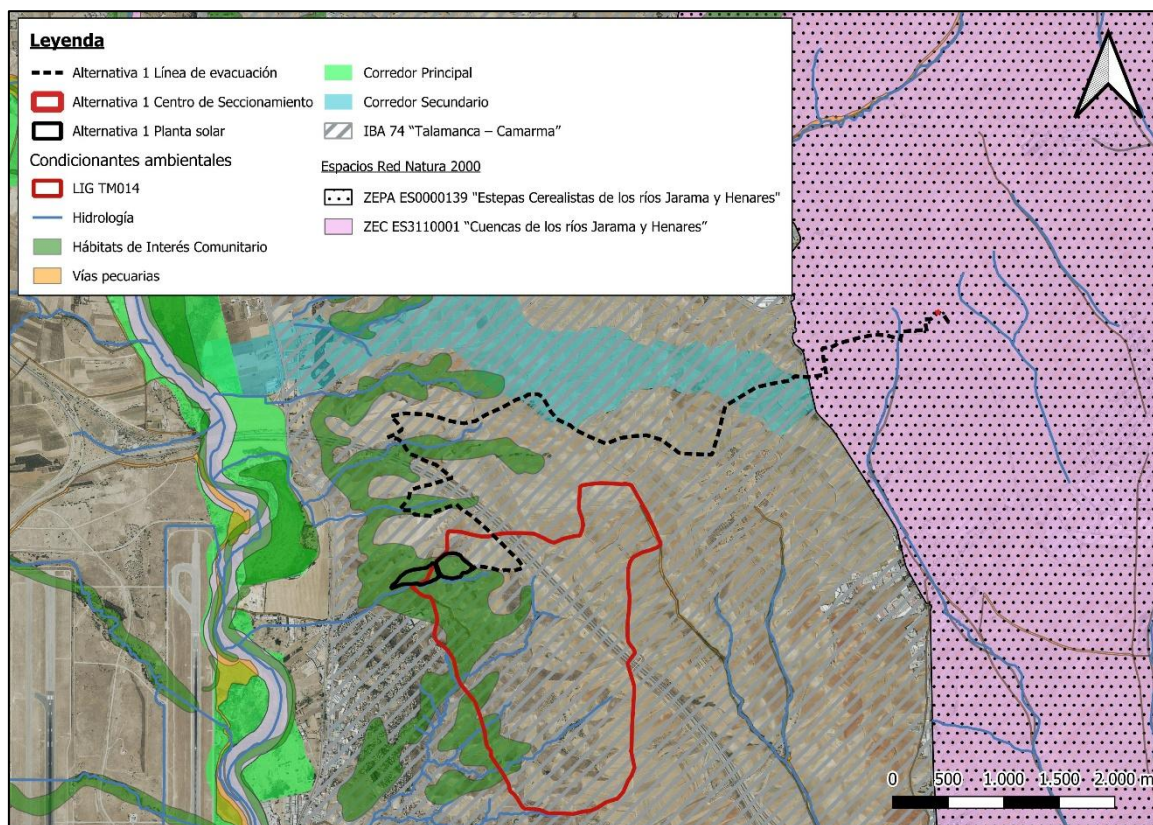 Leyenda
Alternativa 1 Línea de evacuación
Alternativa 1 Centro de Seccionamiento
Alternativa 1 Planta solar
Condicionantes ambientales
LIG TM014
Hidrología
Hábitats de Interés Comunitario
Vías pecuarias
Corredor Principal
Corredor Secundario
IBA 74 “Talamanca – Camarma”
Espacios Red Natura 2000
ZEPA ES0000139 "Estepas Cerealistas de los ríos Jarama y Henares"
ZEC ES3110001 “Cuencas de los ríos Jarama y Henares”
0 500 1.000 1.500 2.000 m